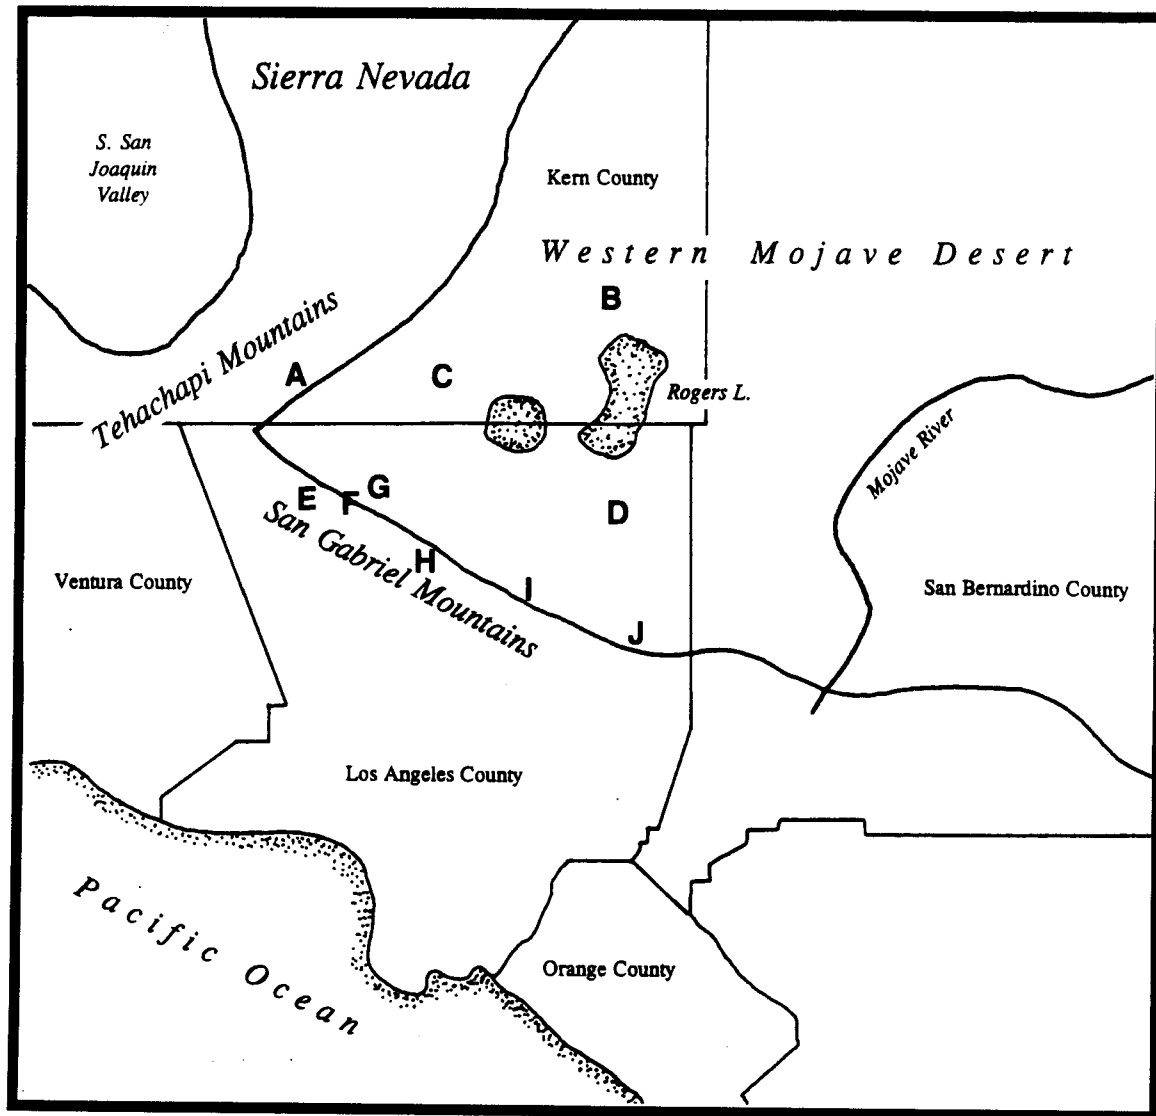 Sierra Nevada
S. San
Joaquin
Valley
Kern County
Western Mojave Desert
B
Tehachapi Mountains
A
C
Rogers L.
Mojave River
E
F
G
D
San Gabriel Mountains
H
I
J
Ventura County
San Bernardino County
Los Angeles County
Pacific Ocean
Orange County